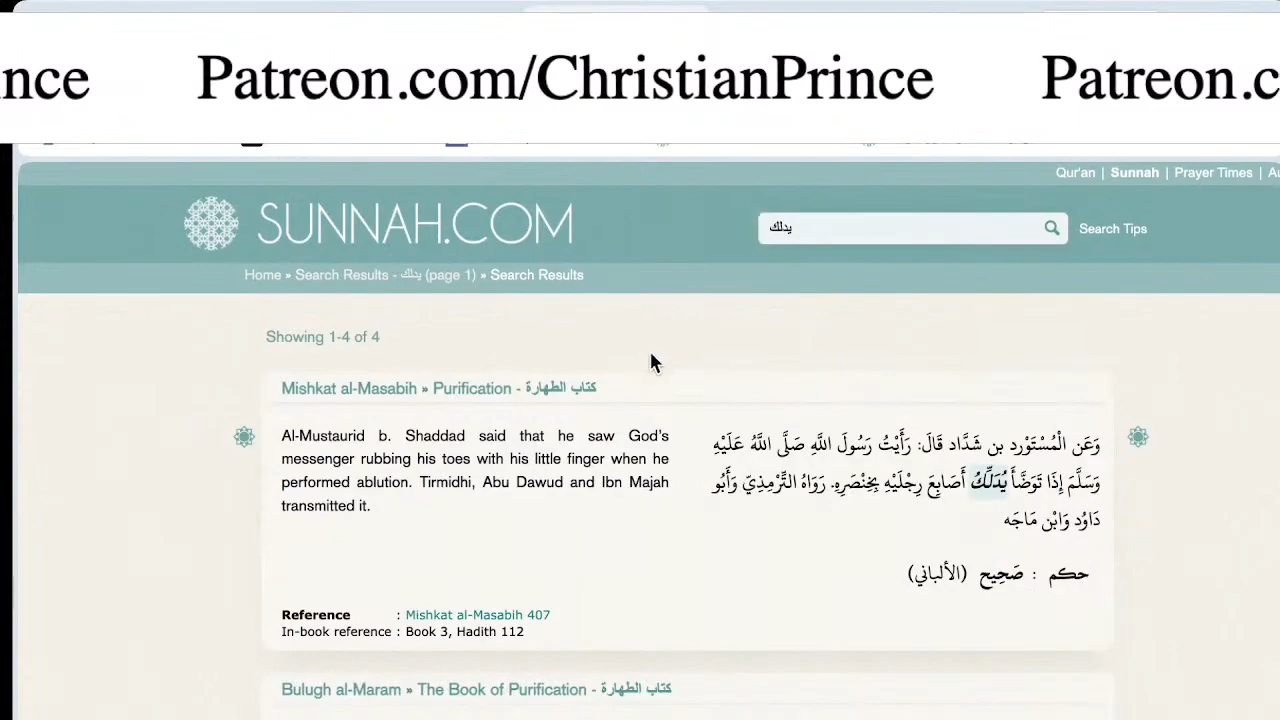 nce Patreon.com/ChristianPrince Patreon.c
Qur'an | Sunnah | Prayer Times | Au
SUNNAH.COM
يدلك
Search Tips
Home » Search Results - يدلك (page 1) » Search Results
Showing 1-4 of 4
Mishkat al-Masabih » Purification - كتاب الطهارة
Al-Mustaurid b. Shaddad said that he saw God's
messenger rubbing his toes with his little finger when he
performed ablution. Tirmidhi, Abu Dawud and Ibn Majah
transmitted it.
وَعَن الْمُسْتَوْرِد بن شَدَّاد قَالَ: رَأَيْتُ رَسُولَ اللَّهِ صَلَّى اللَّهُ عَلَيْهِ
وَسَلَّمَ إِذَا تَوَضَّأَ يُدَلِّكُ أَصَابِعَ رِجْلَيْهِ بِخِنْصَرِهِ. رَوَاهُ التِّرْمِذِيّ وَأَبُو
دَاوُد وَابْن مَاجَه
حكم : صَحِيح (الألباني)
Reference : Mishkat al-Masabih 407
In-book reference : Book 3, Hadith 112
Bulugh al-Maram » The Book of Purification - كتاب الطهارة